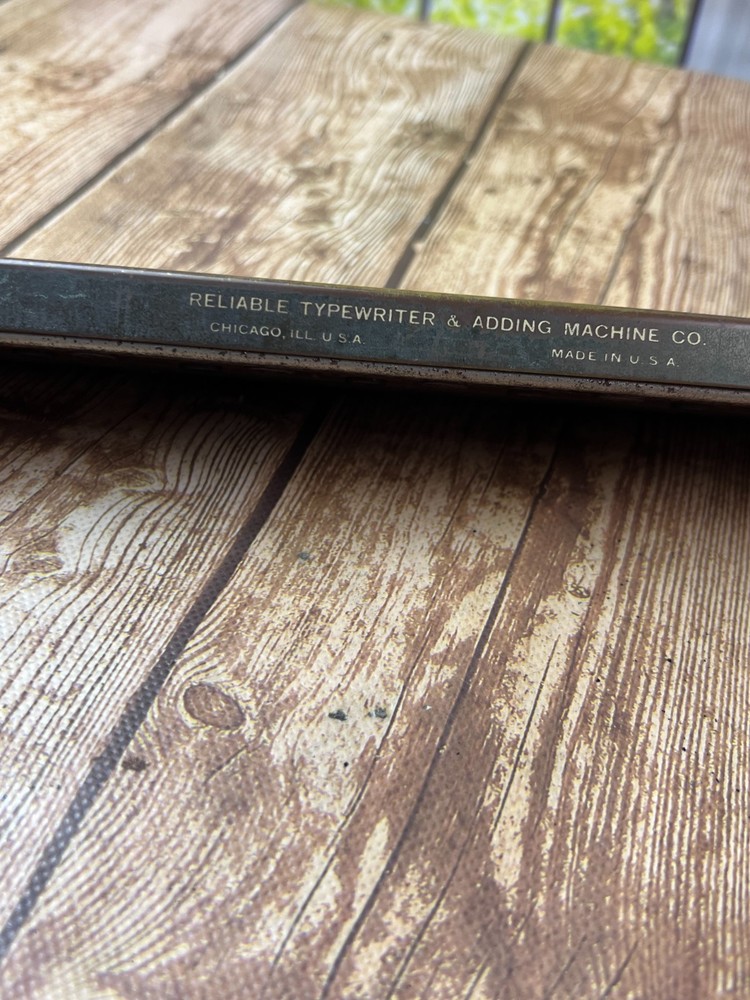 RELIABLE TYPEWRITER & ADDING MACHINE CO.
CHICAGO, ILL. U.S.A.
MADE IN U.S.A.